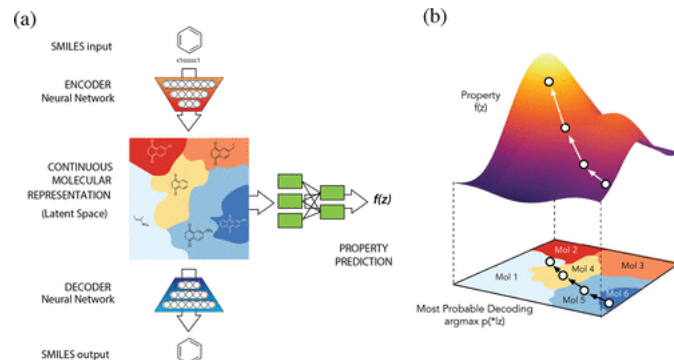 (a)
SMILES input
c1ccccc1
ENCODER
Neural Network
CONTINUOUS
MOLECULAR
REPRESENTATION
(Latent Space)
f(z)
PROPERTY
PREDICTION
DECODER
Neural Network
SMILES output
(b)
Property
f(z)
Mol 2
Mol 3
Mol 1
Mol 4
Mol 5
Mol 6
Most Probable Decoding
argmax p(*|z)